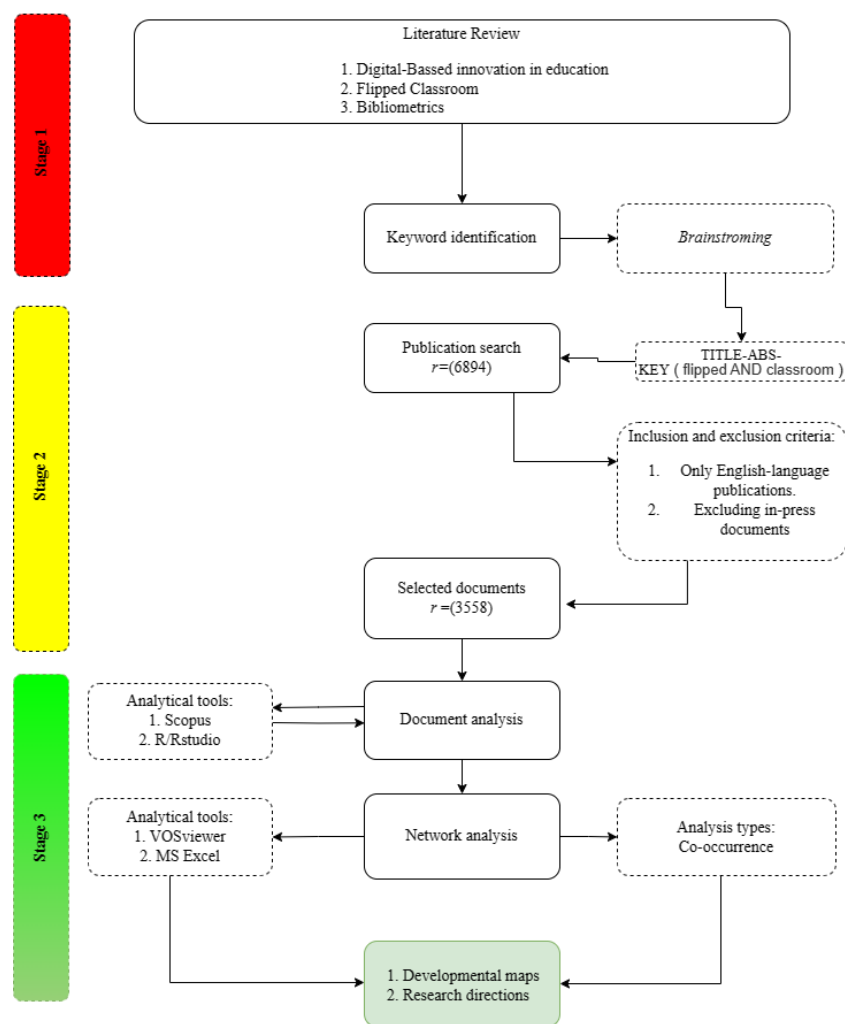 Stage 1
Literature Review
1. Digital-Bassed innovation in education
2. Flipped Classroom
3. Bibliometrics
Keyword identification
Brainstroming
Stage 2
Publication search
r=(6894)
TITLE-ABS-
KEY ( flipped AND classroom )
Inclusion and exclusion criteria:
1. Only English-language
publications.
2. Excluding in-press
documents
Selected documents
r =(3558)
Stage 3
Analytical tools:
1. Scopus
2. R/Rstudio
Document analysis
Analytical tools:
1. VOSviewer
2. MS Excel
Network analysis
Analysis types:
Co-occurrence
1. Developmental maps
2. Research directions